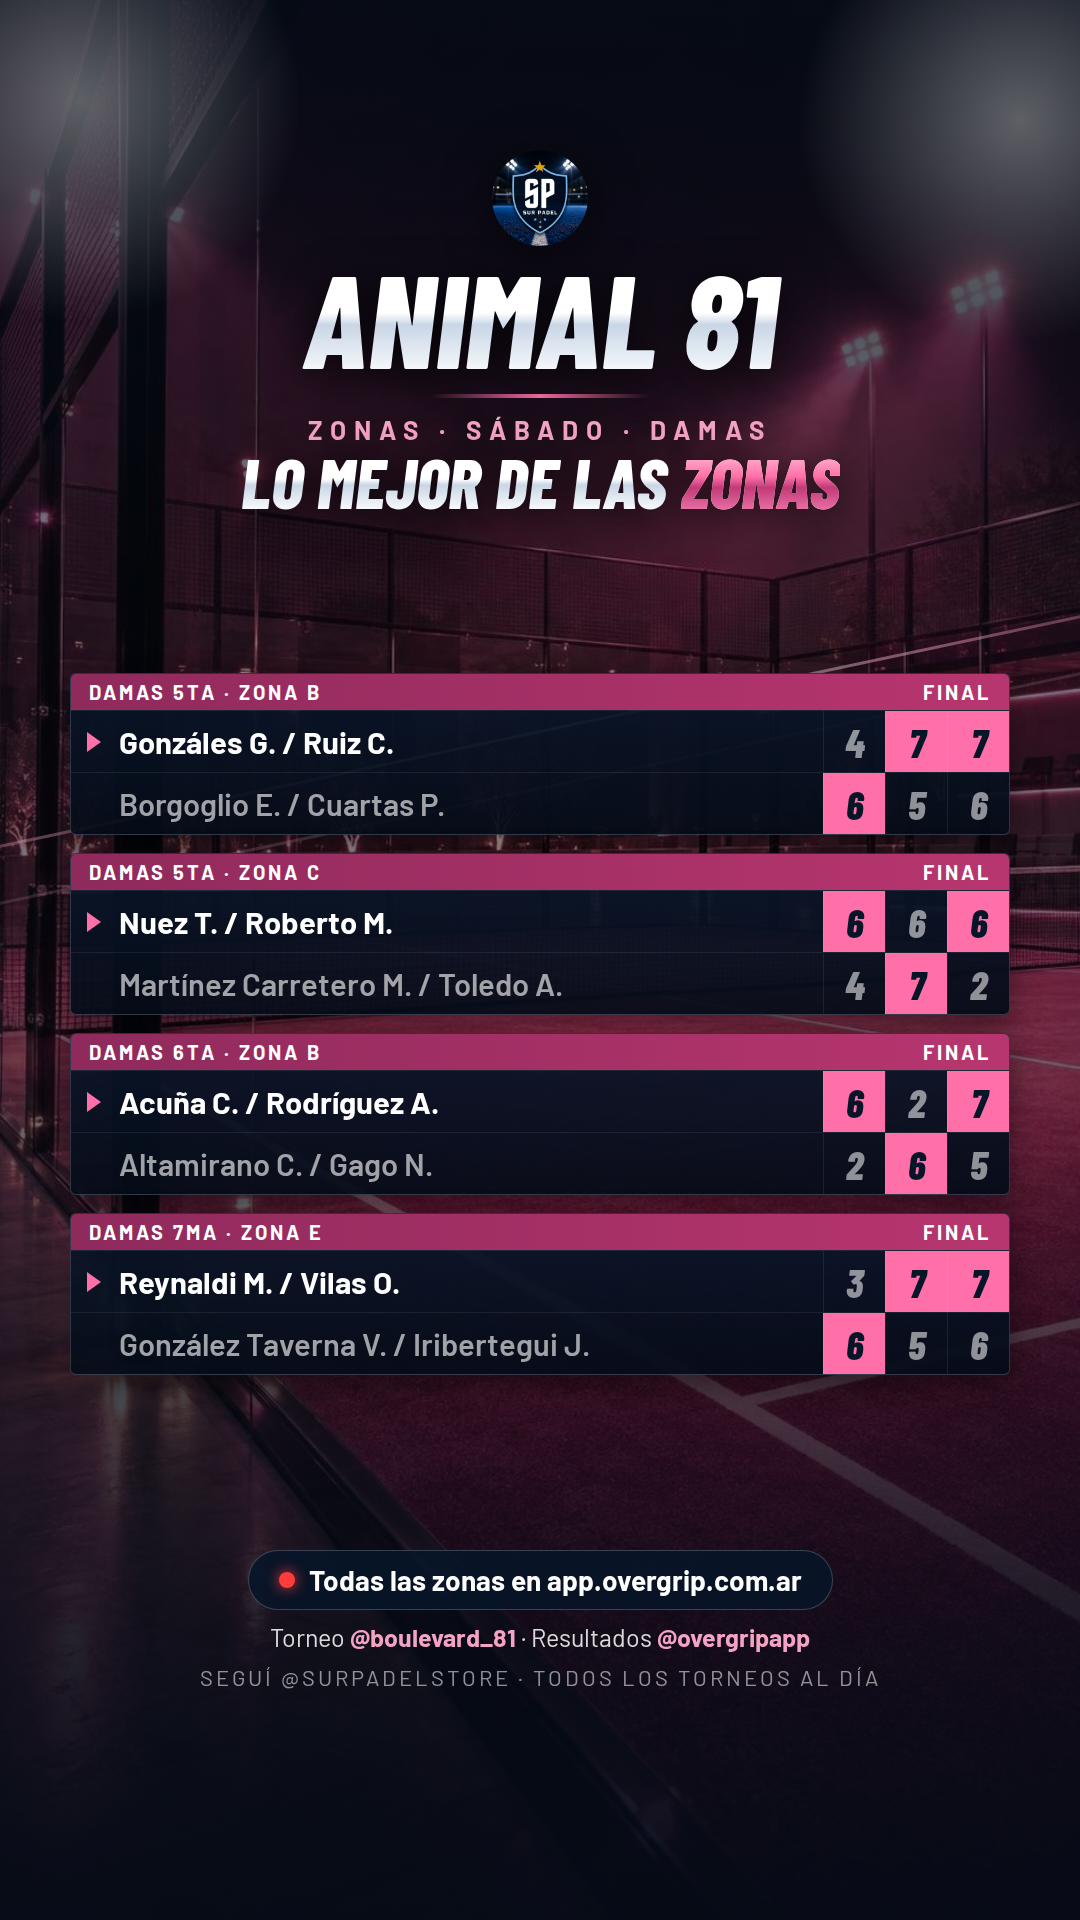 SP
SUR PADEL
ANIMAL 81
ZONAS · SÁBADO · DAMAS
LO MEJOR DE LAS ZONAS
DAMAS 5TA · ZONA B FINAL
Gonzáles G. / Ruiz C. 4 7 7
Borgoglio E. / Cuartas P. 6 5 6
DAMAS 5TA · ZONA C FINAL
Nuez T. / Roberto M. 6 6 6
Martínez Carretero M. / Toledo A. 4 7 2
DAMAS 6TA · ZONA B FINAL
Acuña C. / Rodríguez A. 6 2 7
Altamirano C. / Gago N. 2 6 5
DAMAS 7MA · ZONA E FINAL
Reynaldi M. / Vilas O. 3 7 7
González Taverna V. / Iribertegui J. 6 5 6
Todas las zonas en app.overgrip.com.ar
Torneo @boulevard_81 · Resultados @overgripapp
SEGUÍ @SURPADELSTORE · TODOS LOS TORNEOS AL DÍA